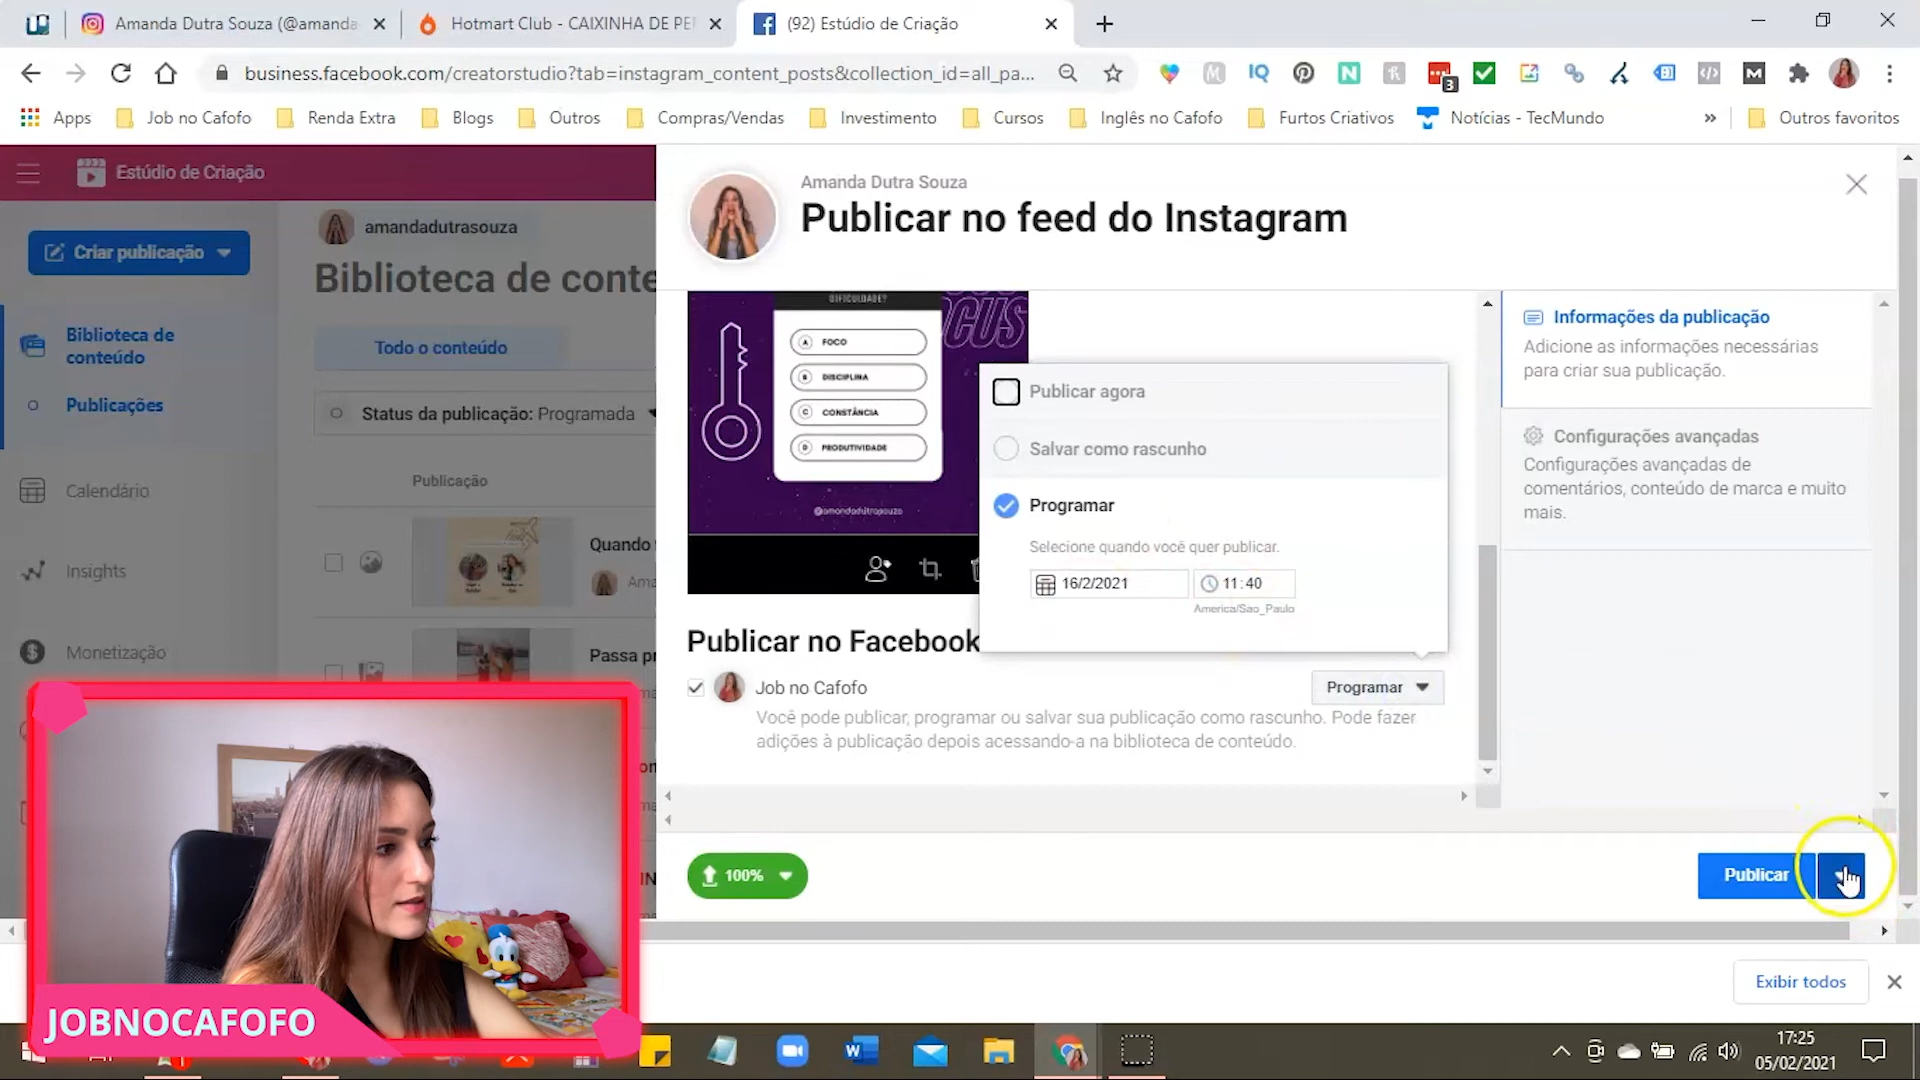 Amanda Dutra Souza (@amanda
Hotmart Club - CAIXINHA DE PE
(92) Estúdio de Criação
business.facebook.com/creatorstudio?tab=instagram_content_posts&collection_id=all_pa...
Apps
Job no Cafofo
Renda Extra
Blogs
Outros
Compras/Vendas
Investimento
Cursos
Inglês no Cafofo
Furtos Criativos
Notícias - TecMundo
Outros favoritos
Estúdio de Criação
Criar publicação
Biblioteca de
conteúdo
Publicações
Calendário
Insights
Monetização
amandadutrasouza
Biblioteca de conte
Todo o conteúdo
Status da publicação: Programada
Publicação
Quando
Ama
Passa pr
Amanda Dutra Souza
Publicar no feed do Instagram
DIFICULDADE?
A FOCO
B DISCIPLINA
C CONSTÂNCIA
D PRODUTIVIDADE
@amandadutrasouza
Publicar agora
Salvar como rascunho
Programar
Selecione quando você quer publicar.
16/2/2021
11:40
America/Sao_Paulo
Publicar no Facebook
Job no Cafofo
Programar
Você pode publicar, programar ou salvar sua publicação como rascunho. Pode fazer
adições à publicação depois acessando-a na biblioteca de conteúdo.
Informações da publicação
Adicione as informações necessárias
para criar sua publicação.
Configurações avançadas
Configurações avançadas de
comentários, conteúdo de marca e muito
mais.
100%
Publicar
Exibir todos
JOBNOCAFOFO
17:25
05/02/2021